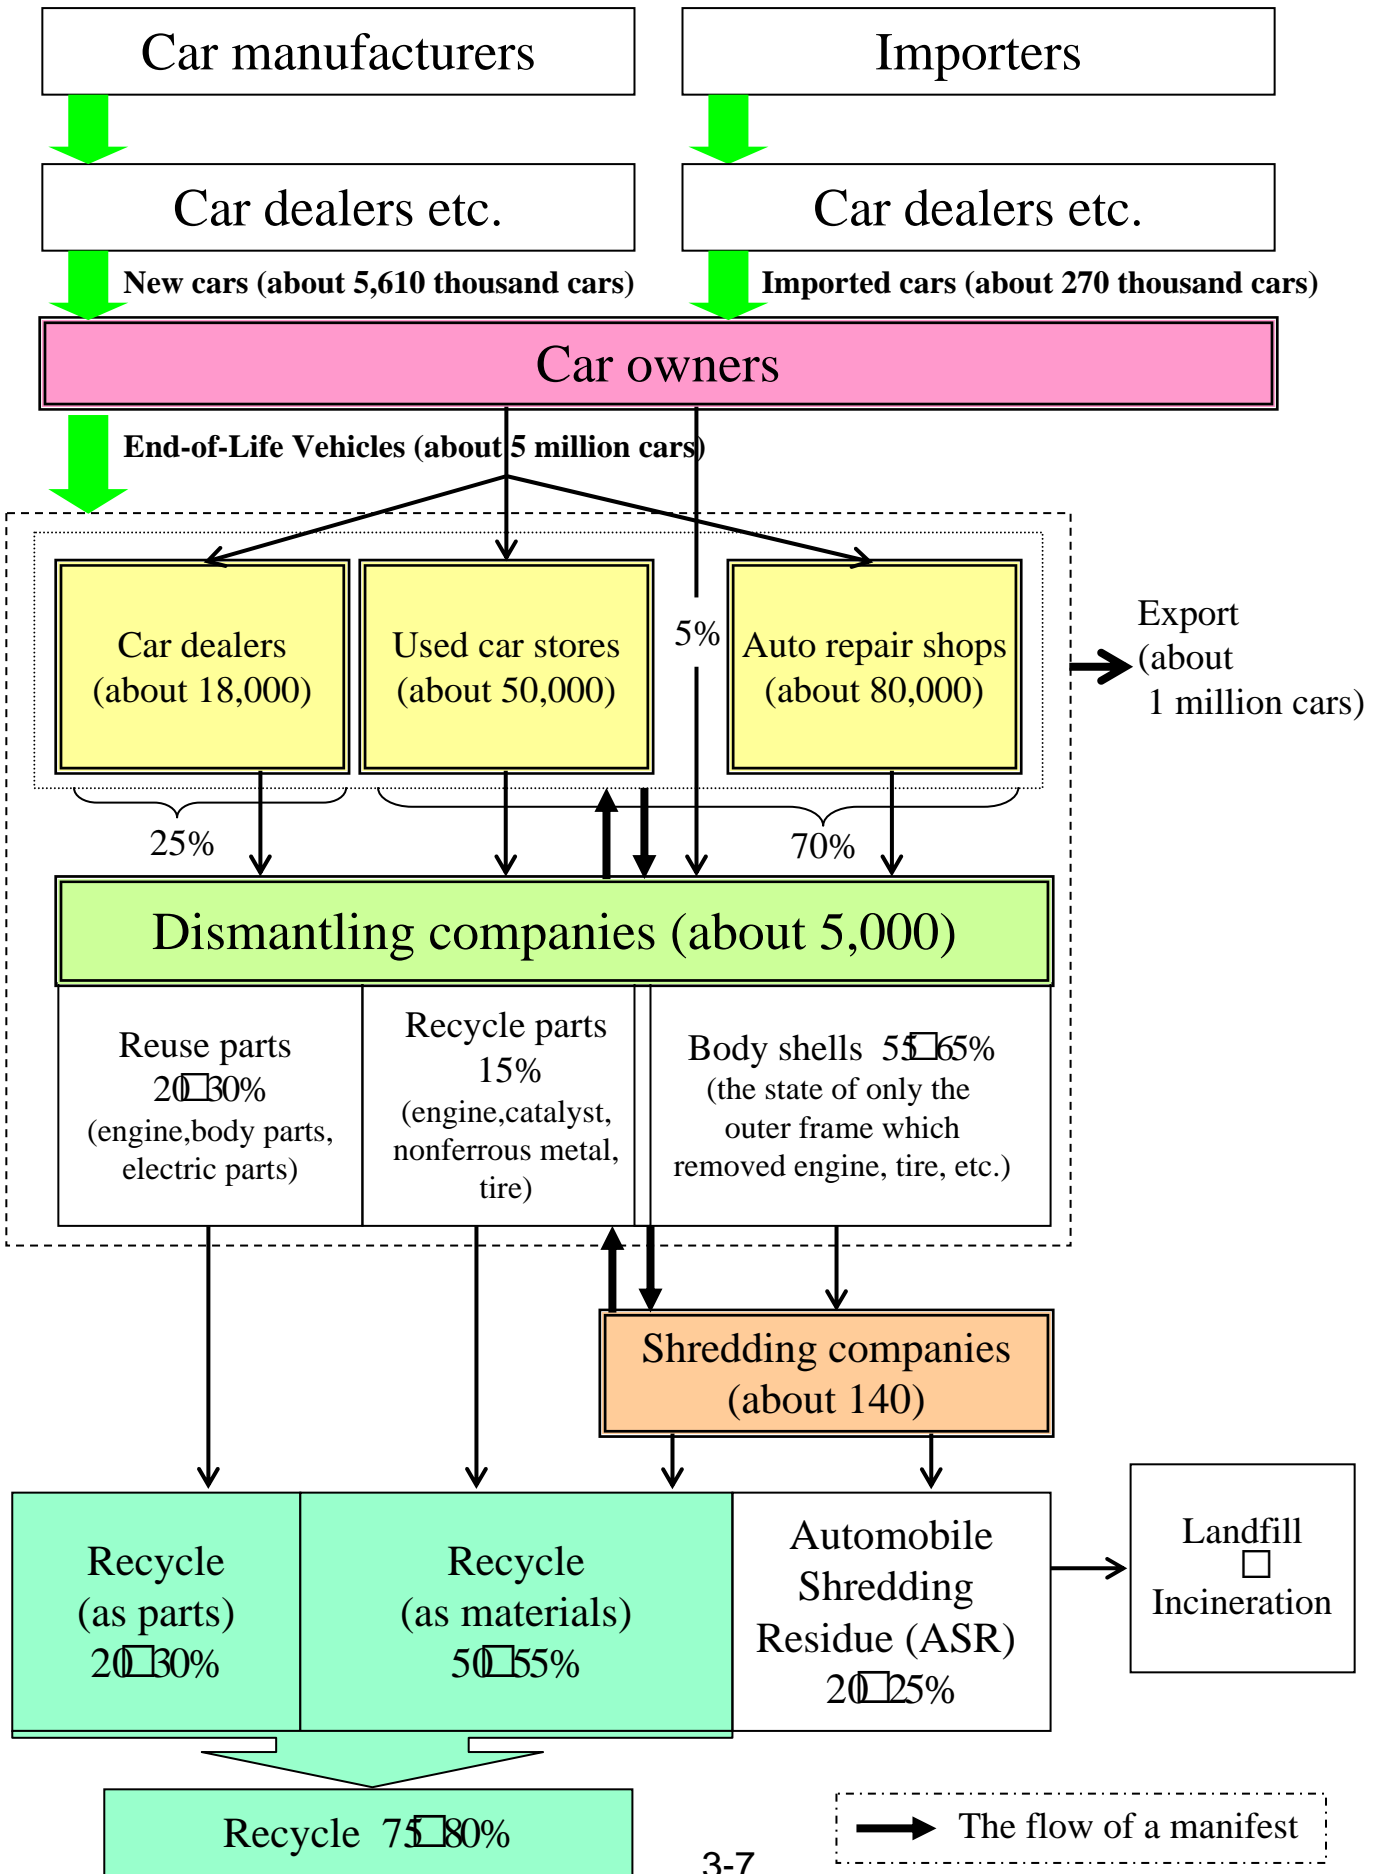 Car manufacturers
Importers
Car dealers etc.
Car dealers etc.
New cars (about 5,610 thousand cars)
Imported cars (about 270 thousand cars)
Car owners
End-of-Life Vehicles (about 5 million cars)
Car dealers
(about 18,000)
Used car stores
(about 50,000)
5%
Auto repair shops
(about 80,000)
Export
(about
1 million cars)
25%
70%
Dismantling companies (about 5,000)
Reuse parts
20□30%
(engine,body parts,
electric parts)
Recycle parts
15%
(engine,catalyst,
nonferrous metal,
tire)
Body shells 55□65%
(the state of only the
outer frame which
removed engine, tire, etc.)
Shredding companies
(about 140)
Recycle
(as parts)
20□30%
Recycle
(as materials)
50□55%
Automobile
Shredding
Residue (ASR)
20□25%
Landfill
□
Incineration
Recycle 75□80%
The flow of a manifest
3-7